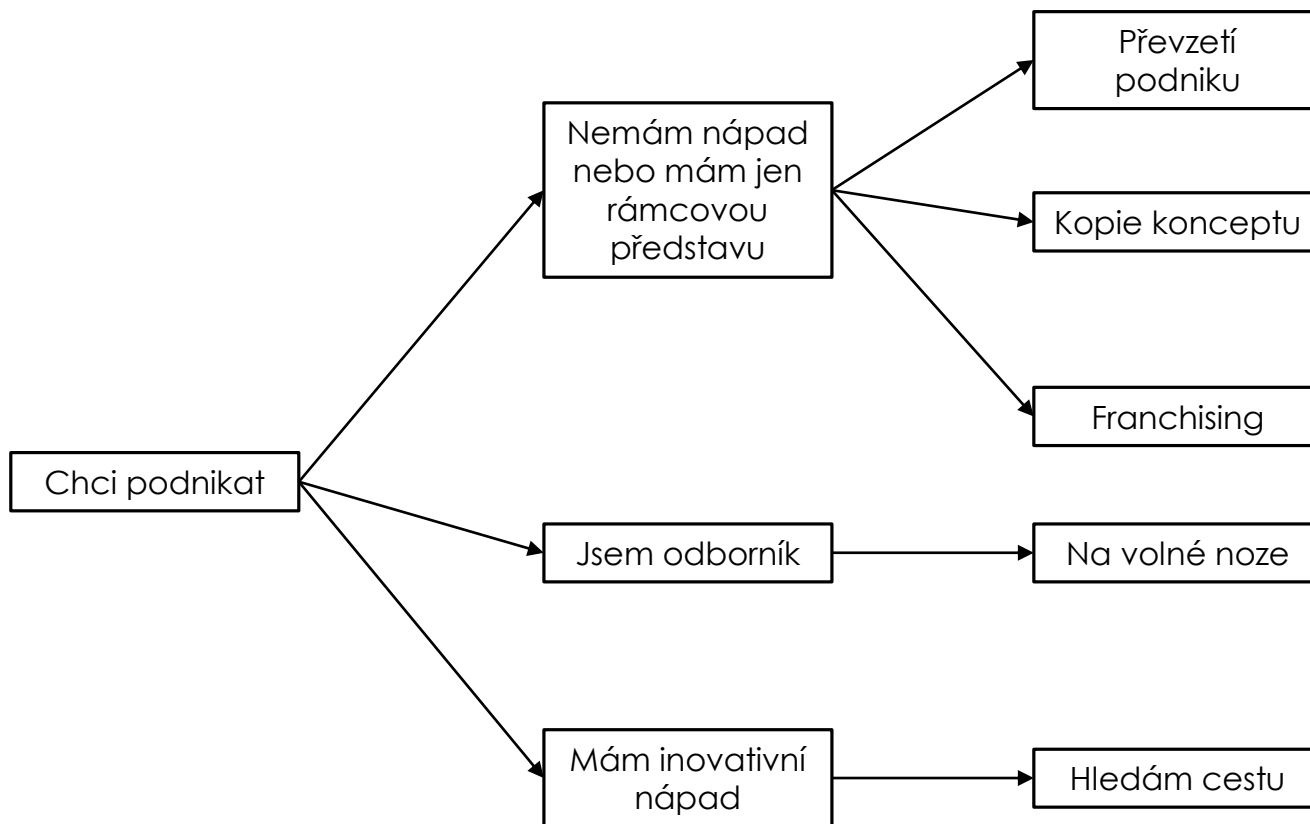 Chci podnikat
Nemám nápad
nebo mám jen
rámcovou
představu
Jsem odborník
Mám inovativní
nápad
Převzetí
podniku
Kopie konceptu
Franchising
Na volné noze
Hledám cestu